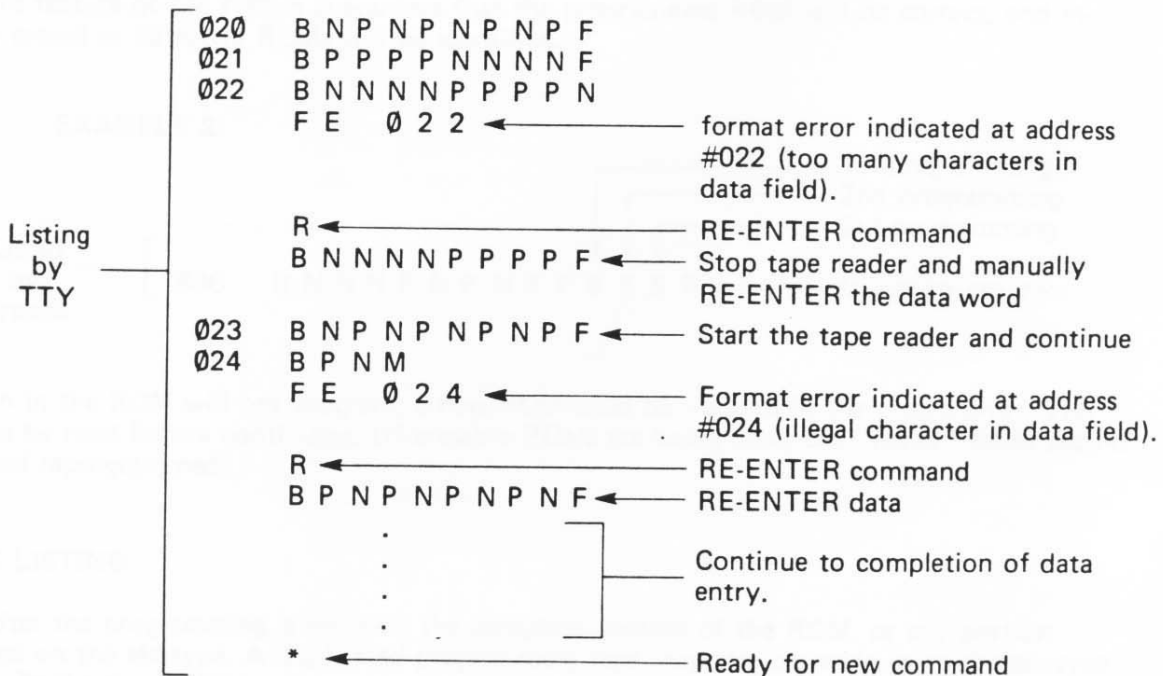 Ø2Ø B N P N P N P N P F
Ø21 B P P P P N N N N F
Ø22 B N N N N P P P P N
F E Ø 2 2 format error indicated at address
#022 (too many characters in
data field).
Listing
by
TTY
R RE-ENTER command
B N N N N P P P P F Stop tape reader and manually
RE-ENTER the data word
Ø23 B N P N P N P N P F Start the tape reader and continue
Ø24 B P N M
F E Ø 2 4 Format error indicated at address
#024 (illegal character in data field).
R RE-ENTER command
B P N P N P N P N F RE-ENTER data
.
.
.
.
Continue to completion of data
entry.
* Ready for new command